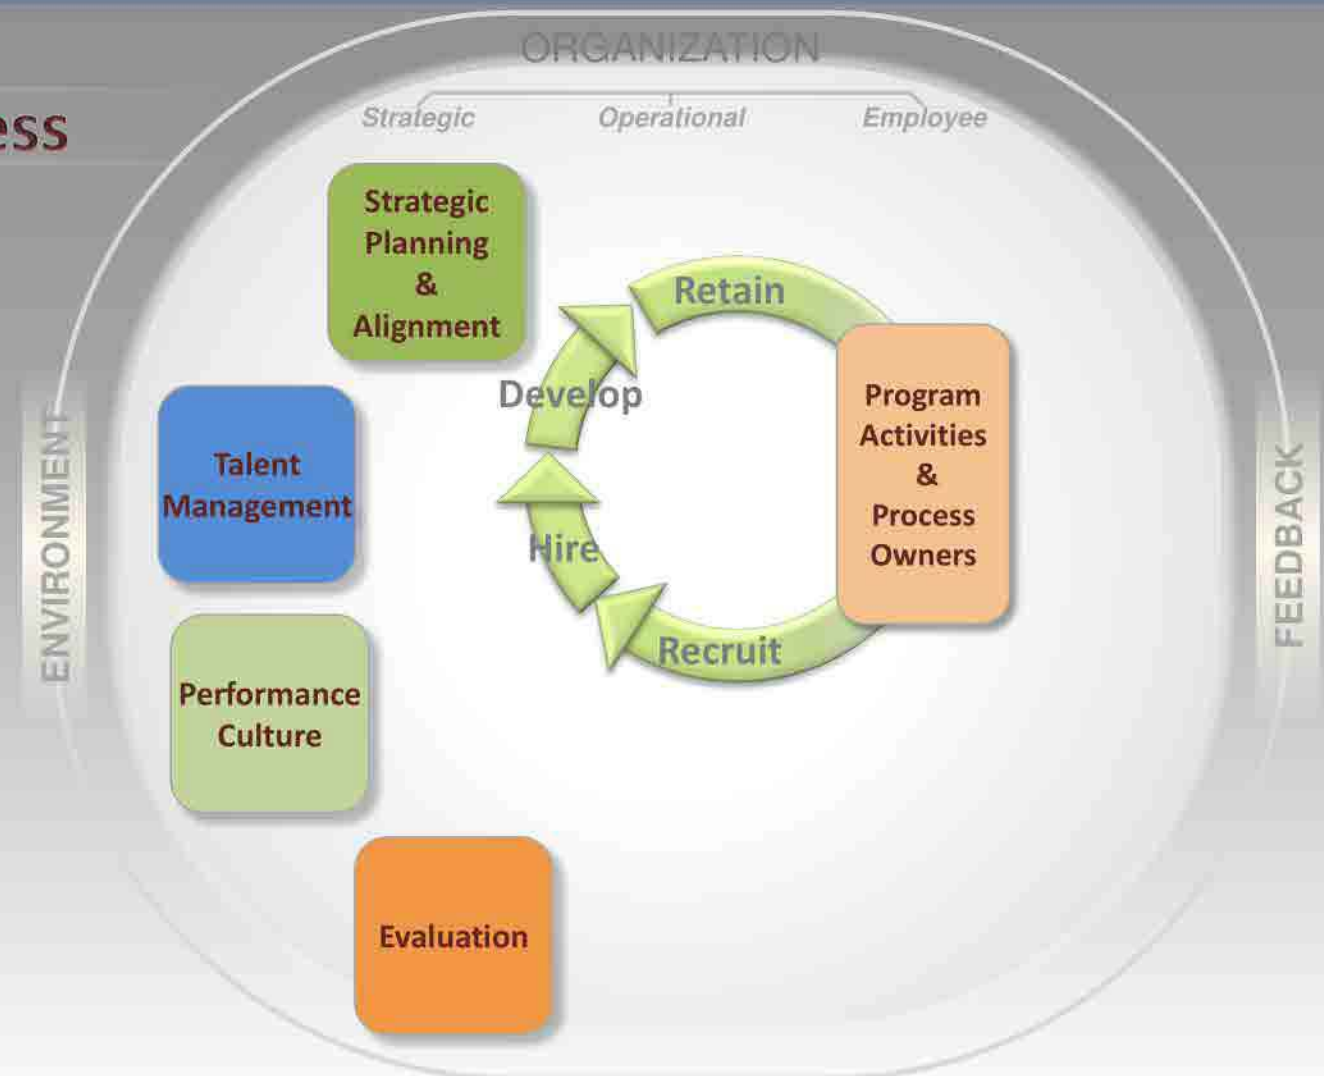 ORGANIZATION
ess
Strategic
Operational
Employee
Strategic
Planning
&
Alignment
Retain
Develop
Program
Activities
&
Process
Owners
Talent
Management
Hire
Recruit
Performance
Culture
Evaluation
ENVIRONMENT
FEEDBACK